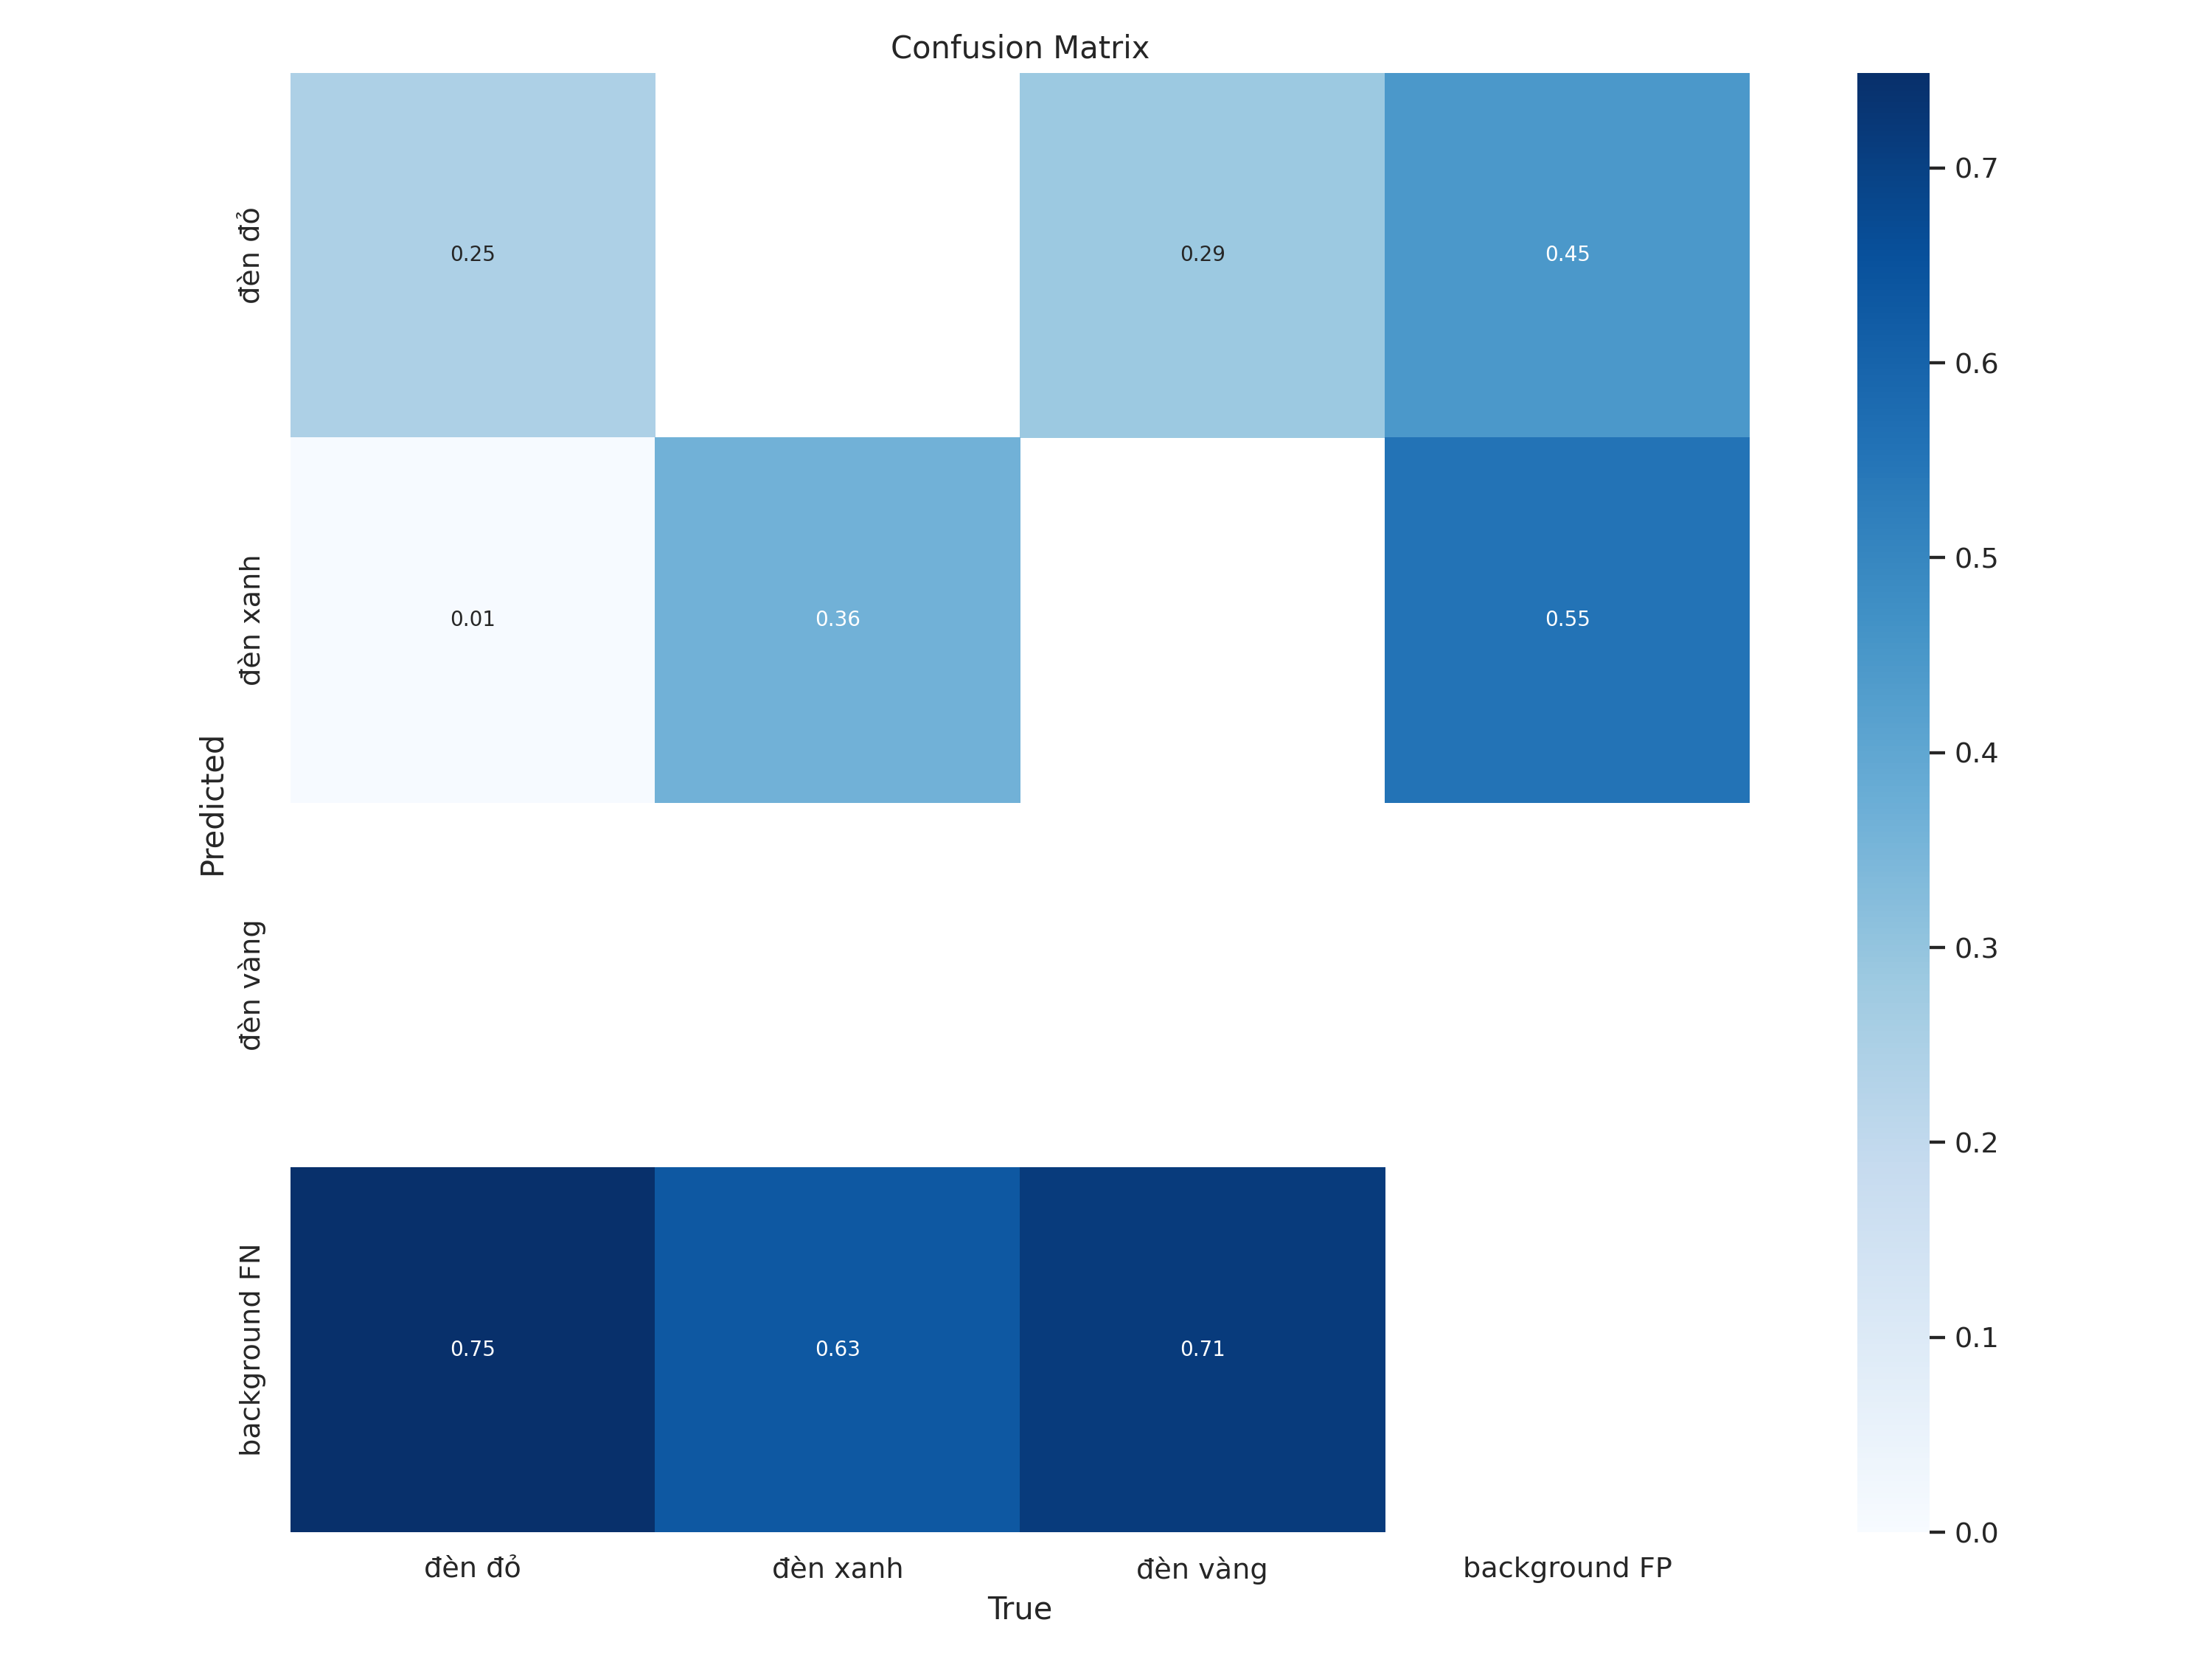 Confusion Matrix
đèn đỏ
0.25
0.29
0.45
đèn xanh
0.01
0.36
0.55
đèn vàng
background FN
0.75
0.63
0.71
Predicted
đèn đỏ
đèn xanh
đèn vàng
background FP
True
0.7
0.6
0.5
0.4
0.3
0.2
0.1
0.0